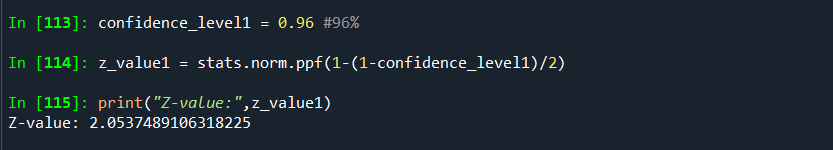 In [113]: confidence_level1 = 0.96 #96%
In [114]: z_value1 = stats.norm.ppf(1-(1-confidence_level1)/2)
In [115]: print("Z-value:",z_value1)
Z-value: 2.0537489106318225